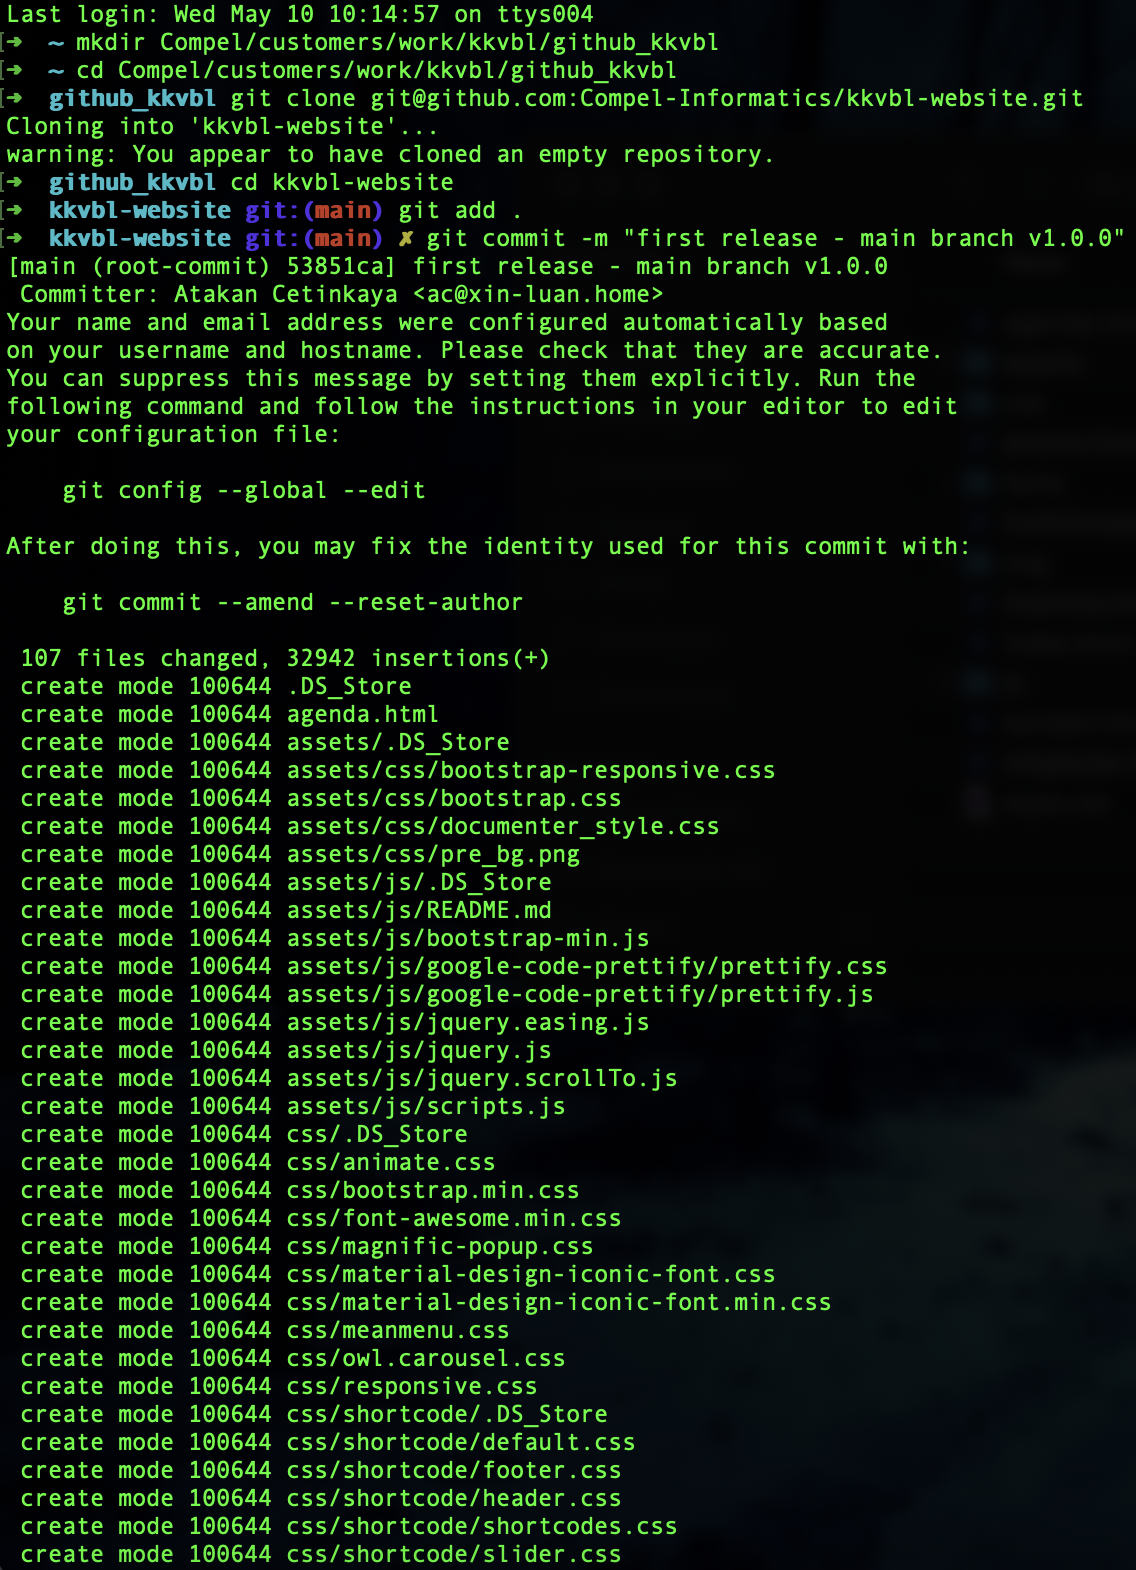 Last login: Wed May 10 10:14:57 on ttys004
[➜  ~ mkdir Compel/customers/work/kkvbl/github_kkvbl
[➜  ~ cd Compel/customers/work/kkvbl/github_kkvbl
[➜  github_kkvbl git clone git@github.com:Compel-Informatics/kkvbl-website.git
Cloning into 'kkvbl-website'...
warning: You appear to have cloned an empty repository.
[➜  github_kkvbl cd kkvbl-website
[➜  kkvbl-website git:(main) git add .
[➜  kkvbl-website git:(main) ✗ git commit -m "first release - main branch v1.0.0"
[main (root-commit) 53851ca] first release - main branch v1.0.0
 Committer: Atakan Cetinkaya <ac@xin-luan.home>
Your name and email address were configured automatically based
on your username and hostname. Please check that they are accurate.
You can suppress this message by setting them explicitly. Run the
following command and follow the instructions in your editor to edit
your configuration file:

    git config --global --edit

After doing this, you may fix the identity used for this commit with:

    git commit --amend --reset-author

 107 files changed, 32942 insertions(+)
 create mode 100644 .DS_Store
 create mode 100644 agenda.html
 create mode 100644 assets/.DS_Store
 create mode 100644 assets/css/bootstrap-responsive.css
 create mode 100644 assets/css/bootstrap.css
 create mode 100644 assets/css/documenter_style.css
 create mode 100644 assets/css/pre_bg.png
 create mode 100644 assets/js/.DS_Store
 create mode 100644 assets/js/README.md
 create mode 100644 assets/js/bootstrap-min.js
 create mode 100644 assets/js/google-code-prettify/prettify.css
 create mode 100644 assets/js/google-code-prettify/prettify.js
 create mode 100644 assets/js/jquery.easing.js
 create mode 100644 assets/js/jquery.js
 create mode 100644 assets/js/jquery.scrollTo.js
 create mode 100644 assets/js/scripts.js
 create mode 100644 css/.DS_Store
 create mode 100644 css/animate.css
 create mode 100644 css/bootstrap.min.css
 create mode 100644 css/font-awesome.min.css
 create mode 100644 css/magnific-popup.css
 create mode 100644 css/material-design-iconic-font.css
 create mode 100644 css/material-design-iconic-font.min.css
 create mode 100644 css/meanmenu.css
 create mode 100644 css/owl.carousel.css
 create mode 100644 css/responsive.css
 create mode 100644 css/shortcode/.DS_Store
 create mode 100644 css/shortcode/default.css
 create mode 100644 css/shortcode/footer.css
 create mode 100644 css/shortcode/header.css
 create mode 100644 css/shortcode/shortcodes.css
 create mode 100644 css/shortcode/slider.css